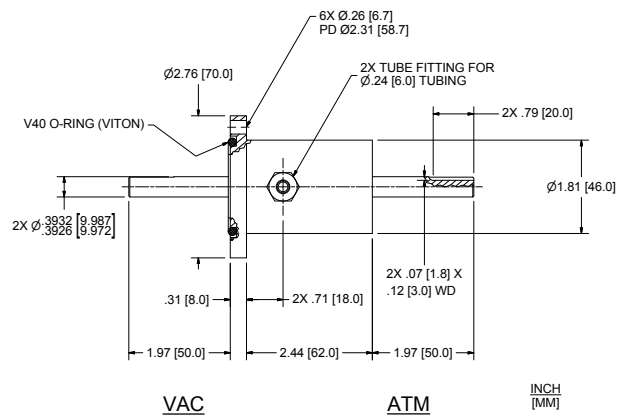 6X Ø.26 [6.7]
PD Ø2.31 [58.7]
Ø2.76 [70.0]
2X TUBE FITTING FOR
Ø.24 [6.0] TUBING
2X .79 [20.0]
V40 O-RING (VITON)
Ø1.81 [46.0]
2X Ø.3932 [9.987]
.3926 [9.972]
2X .07 [1.8] X
.12 [3.0] WD
.31 [8.0]
2X .71 [18.0]
1.97 [50.0]
2.44 [62.0]
1.97 [50.0]
VAC
ATM
INCH
[MM]